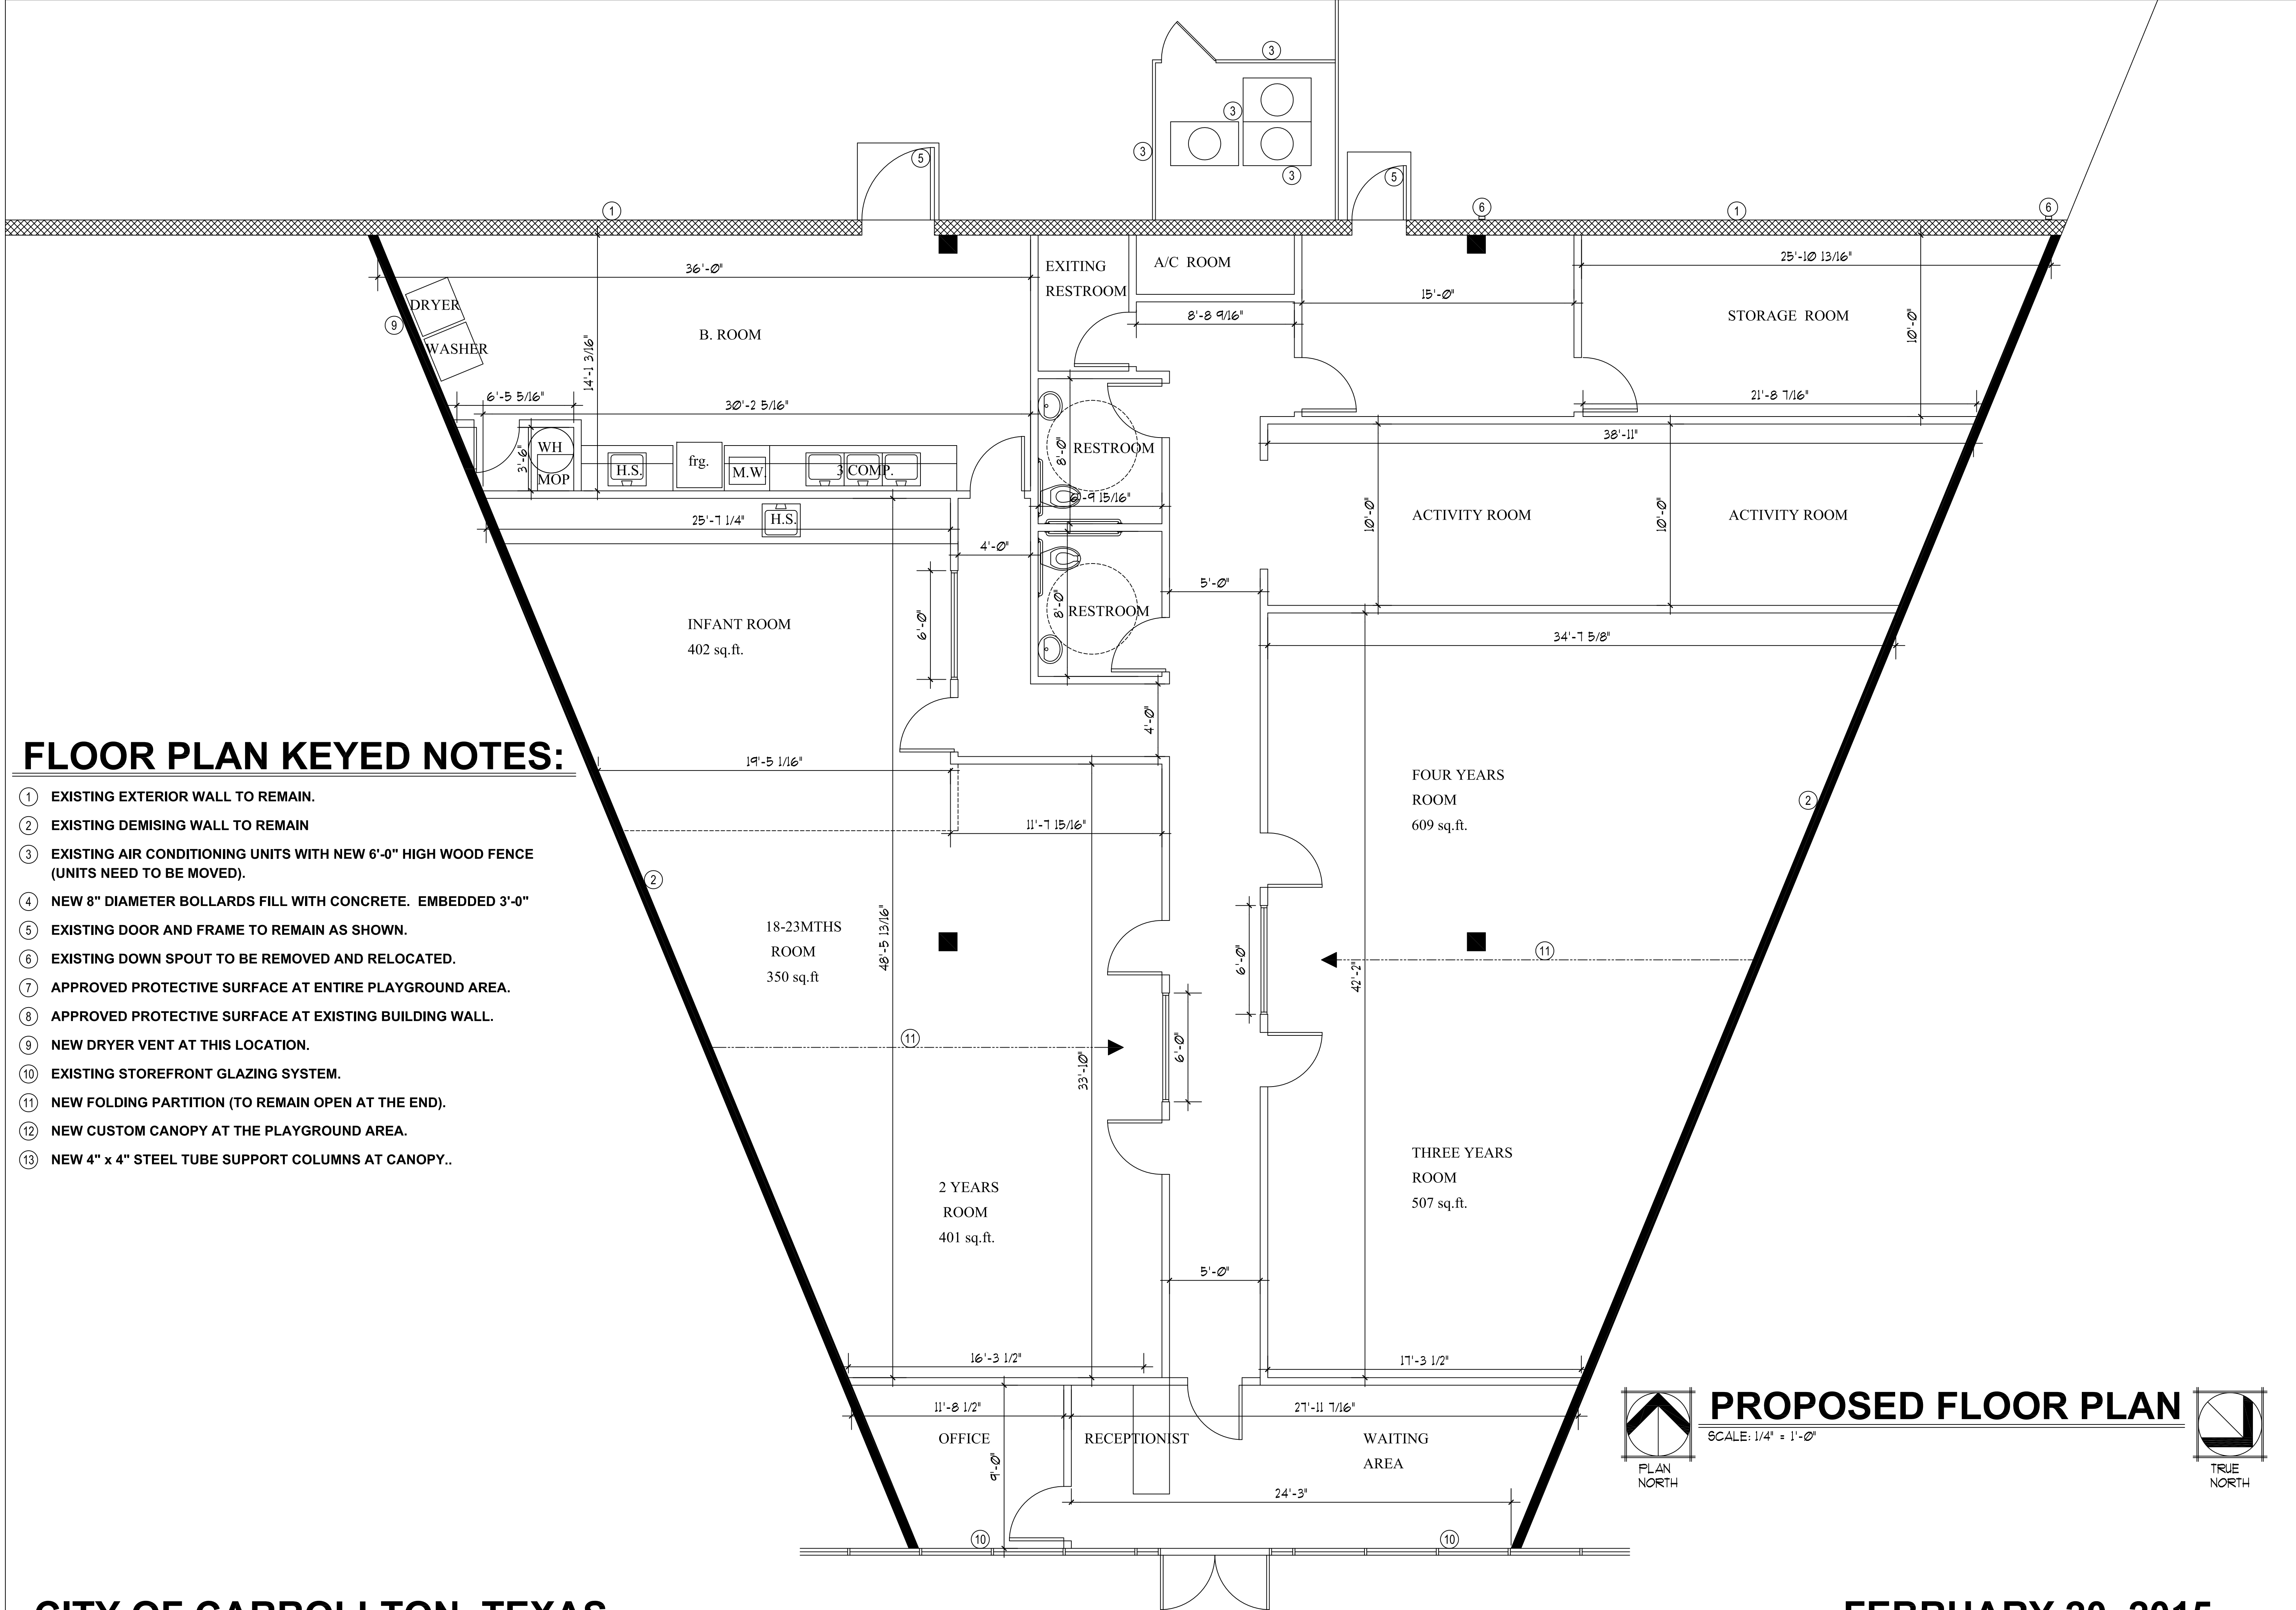 3
3
3
3
5
5
1
6
1
6
36'-0"
EXITING
RESTROOM
A/C ROOM
25'-10 13/16"
15'-0"
8'-8 9/16"
STORAGE ROOM
10'-0"
DRYER
9
WASHER
B. ROOM
14'-1 3/16"
6'-5 5/16"
30'-2 5/16"
21'-8 7/16"
38'-11"
WH
3'-6"
MOP
H.S.
frg.
M.W.
3 COMP.
8'-0"
RESTROOM
6'-9 15/16"
25'-7 1/4"
H.S.
10'-0"
ACTIVITY ROOM
10'-0"
ACTIVITY ROOM
4'-0"
5'-0"
8'-0"
RESTROOM
INFANT ROOM
402 sq.ft.
6'-0"
34'-7 5/8"
4'-0"
19'-5 1/16"
FOUR YEARS
ROOM
609 sq.ft.
2
11'-7 15/16"
2
18-23MTHS
ROOM
350 sq.ft
48'-5 13/16"
6'-0"
42'-2"
11
11
33'-10"
6'-0"
THREE YEARS
ROOM
507 sq.ft.
2 YEARS
ROOM
401 sq.ft.
5'-0"
16'-3 1/2"
17'-3 1/2"
11'-8 1/2"
27'-11 7/16"
OFFICE
RECEPTIONIST
WAITING
AREA
9'-0"
24'-3"
10
10
FLOOR PLAN KEYED NOTES:
1 EXISTING EXTERIOR WALL TO REMAIN.
2 EXISTING DEMISING WALL TO REMAIN
3 EXISTING AIR CONDITIONING UNITS WITH NEW 6'-0" HIGH WOOD FENCE
(UNITS NEED TO BE MOVED).
4 NEW 8" DIAMETER BOLLARDS FILL WITH CONCRETE. EMBEDDED 3'-0"
5 EXISTING DOOR AND FRAME TO REMAIN AS SHOWN.
6 EXISTING DOWN SPOUT TO BE REMOVED AND RELOCATED.
7 APPROVED PROTECTIVE SURFACE AT ENTIRE PLAYGROUND AREA.
8 APPROVED PROTECTIVE SURFACE AT EXISTING BUILDING WALL.
9 NEW DRYER VENT AT THIS LOCATION.
10 EXISTING STOREFRONT GLAZING SYSTEM.
11 NEW FOLDING PARTITION (TO REMAIN OPEN AT THE END).
12 NEW CUSTOM CANOPY AT THE PLAYGROUND AREA.
13 NEW 4" x 4" STEEL TUBE SUPPORT COLUMNS AT CANOPY..
PROPOSED FLOOR PLAN
SCALE: 1/4" = 1'-0"
PLAN
NORTH
TRUE
NORTH
CITY OF CARROLLTON, TEXAS
FEBRUARY 20, 2015